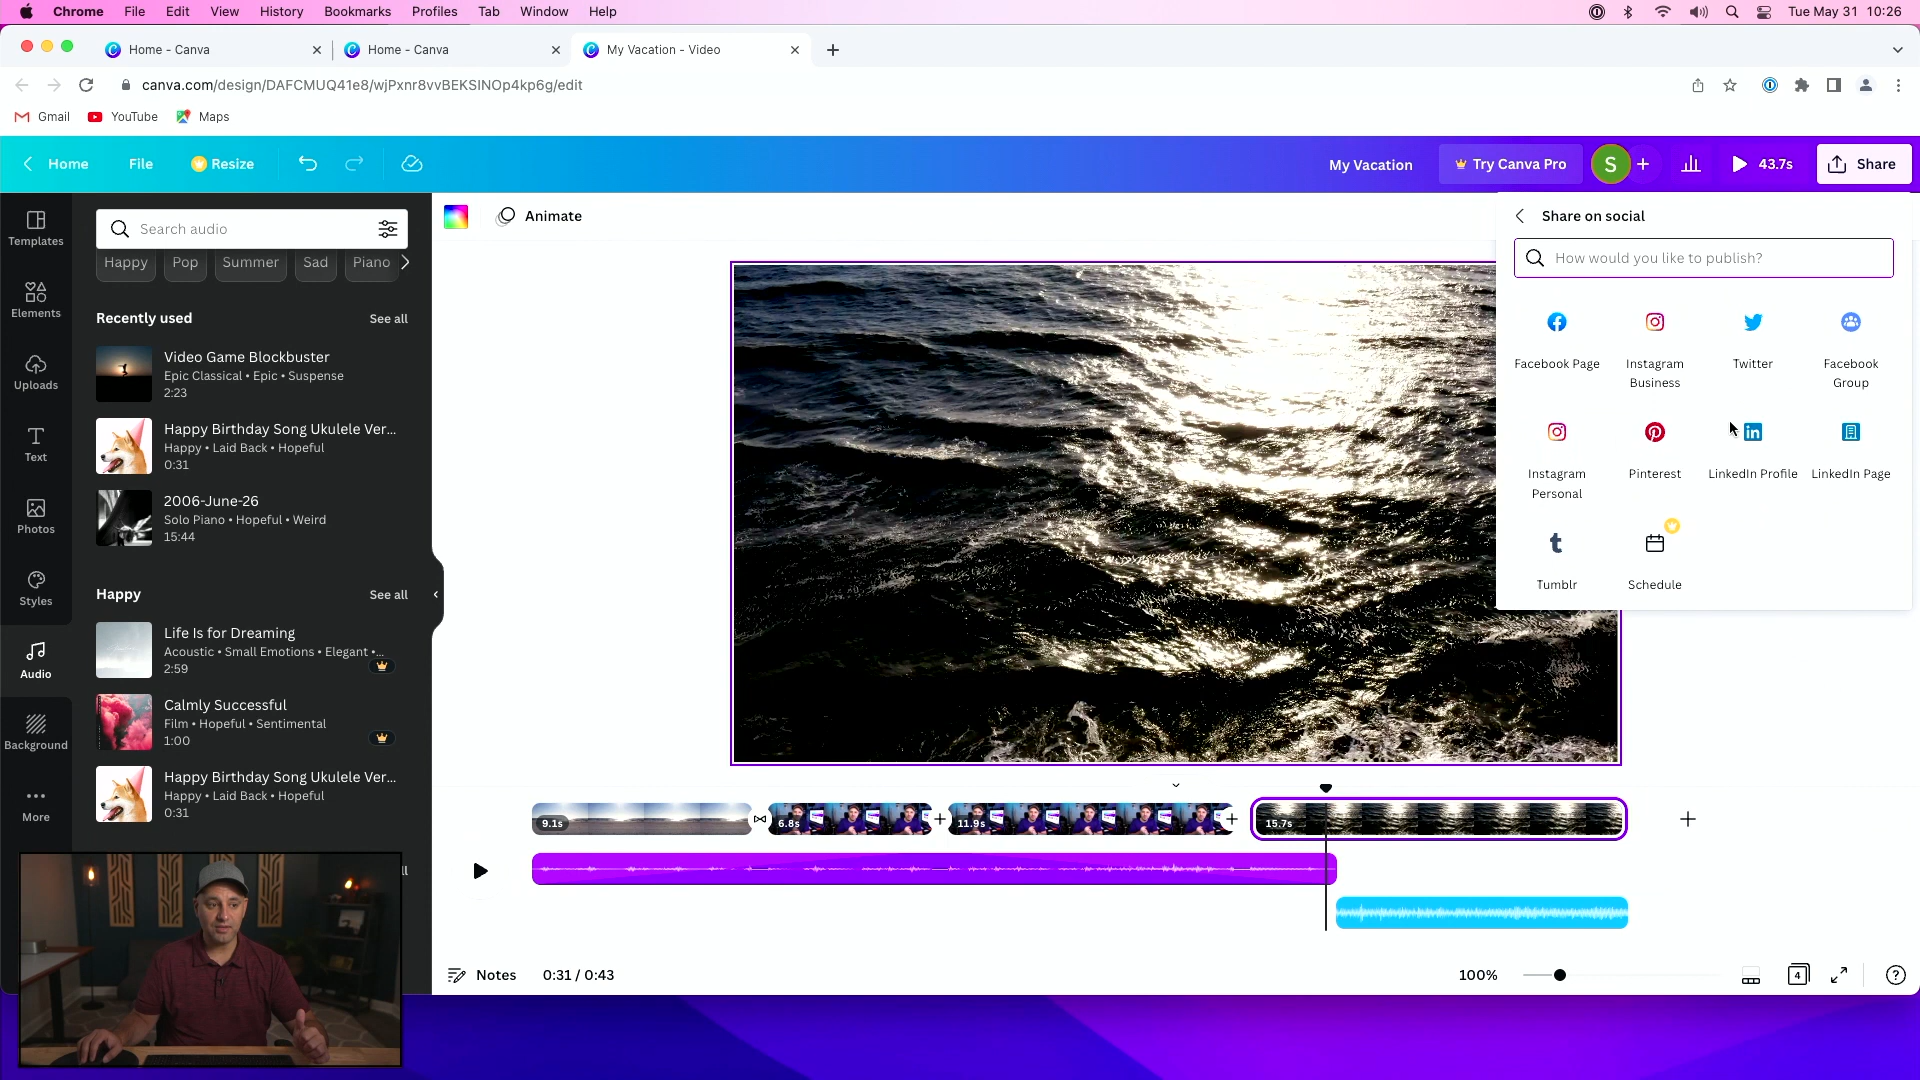 Chrome File Edit View History Bookmarks Profiles Tab Window Help Tue May 31 10:26
Home - Canva Home - Canva My Vacation - Video
canva.com/design/DAFCMUQ41e8/wjPxnr8vvBEKSINOp4kp6g/edit
Gmail YouTube Maps
Home File Resize My Vacation Try Canva Pro S 43.7s Share
Templates
Elements
Uploads
Text
Photos
Styles
Audio
Background
More
Search audio
Happy Pop Summer Sad Piano
Recently used See all
Video Game Blockbuster
Epic Classical • Epic • Suspense
2:23
Happy Birthday Song Ukulele Ver...
Happy • Laid Back • Hopeful
0:31
2006-June-26
Solo Piano • Hopeful • Weird
15:44
Happy See all
Life Is for Dreaming
Acoustic • Small Emotions • Elegant •...
2:59
Calmly Successful
Film • Hopeful • Sentimental
1:00
Happy Birthday Song Ukulele Ver...
Happy • Laid Back • Hopeful
0:31
ll
Animate
Share on social
How would you like to publish?
Facebook Page
Instagram
Business
Twitter
Facebook
Group
Instagram
Personal
Pinterest
LinkedIn Profile
LinkedIn Page
Tumblr
Schedule
9.1s 6.8s 11.9s 15.7s
Notes 0:31 / 0:43 100% 4